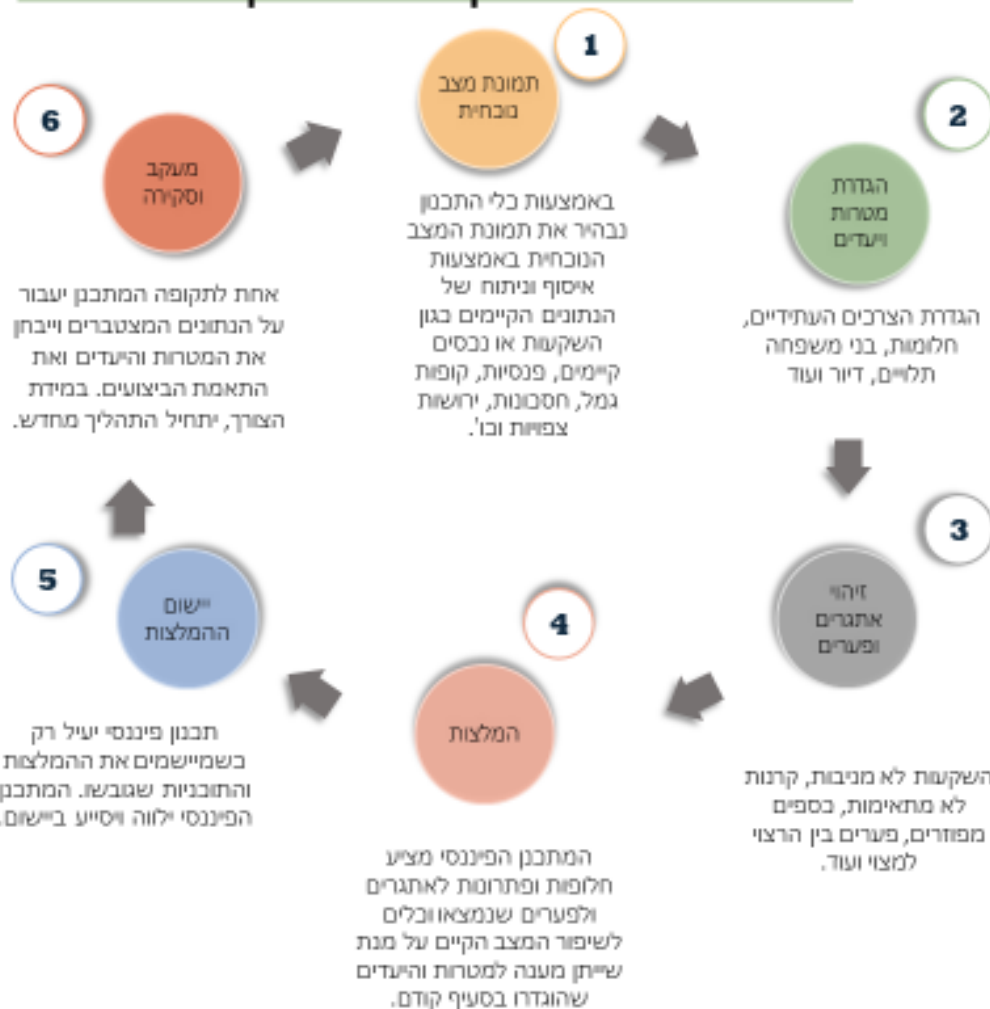 1
תמונת מצב
נוכחית
באמצעות כלי התכנון
נבהיר את תמונת המצב
הנוכחית באמצעות
איסוף וניתוח של
הנתונים הקיימים כגון
השקעות או נכסים
קיימים, פנסיות, קופות
גמל, חסכונות, ירושות
צפויות וכו'.
2
הגדרת
מטרות
ויעדים
הגדרת הצרכים העתידיים,
חלומות, בני משפחה
תלויים, דיור ועוד
3
זיהוי
אתגרים
ופערים
השקעות לא מניבות, קרנות
לא מתאימות, כספים
מפוזרים, פערים בין הרצוי
למצוי ועוד.
4
המלצות
המתכנן הפיננסי מציע
חלופות ופתרונות לאתגרים
ולפערים שנמצאו וכלים
לשיפור המצב הקיים על מנת
שייתן מענה למטרות והיעדים
שהוגדרו בסעיף קודם.
5
יישום
ההמלצות
תכנון פיננסי יעיל רק
כשמיישמים את ההמלצות
והתוכניות שגובשו. המתכנן
הפיננסי ילווה ויסייע ביישום.
6
מעקב
וסקירה
אחת לתקופה המתכנן יעבור
על הנתונים המצטברים וייבחן
את המטרות והיעדים ואת
התאמת הביצועים. במידת
הצורך, יתחיל התהליך מחדש.